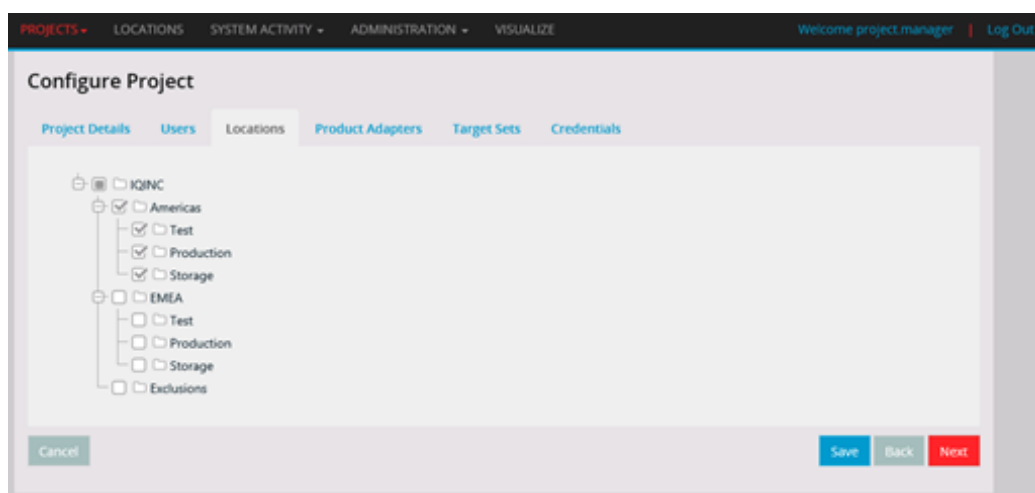 PROJECTS LOCATIONS SYSTEM ACTIVITY ADMINISTRATION VISUALIZE Welcome project.manager | Log Out
Configure Project
Project Details Users Locations Product Adapters Target Sets Credentials
IQINC
Americas
Test
Production
Storage
EMEA
Test
Production
Storage
Exclusions
Cancel Save Back Next